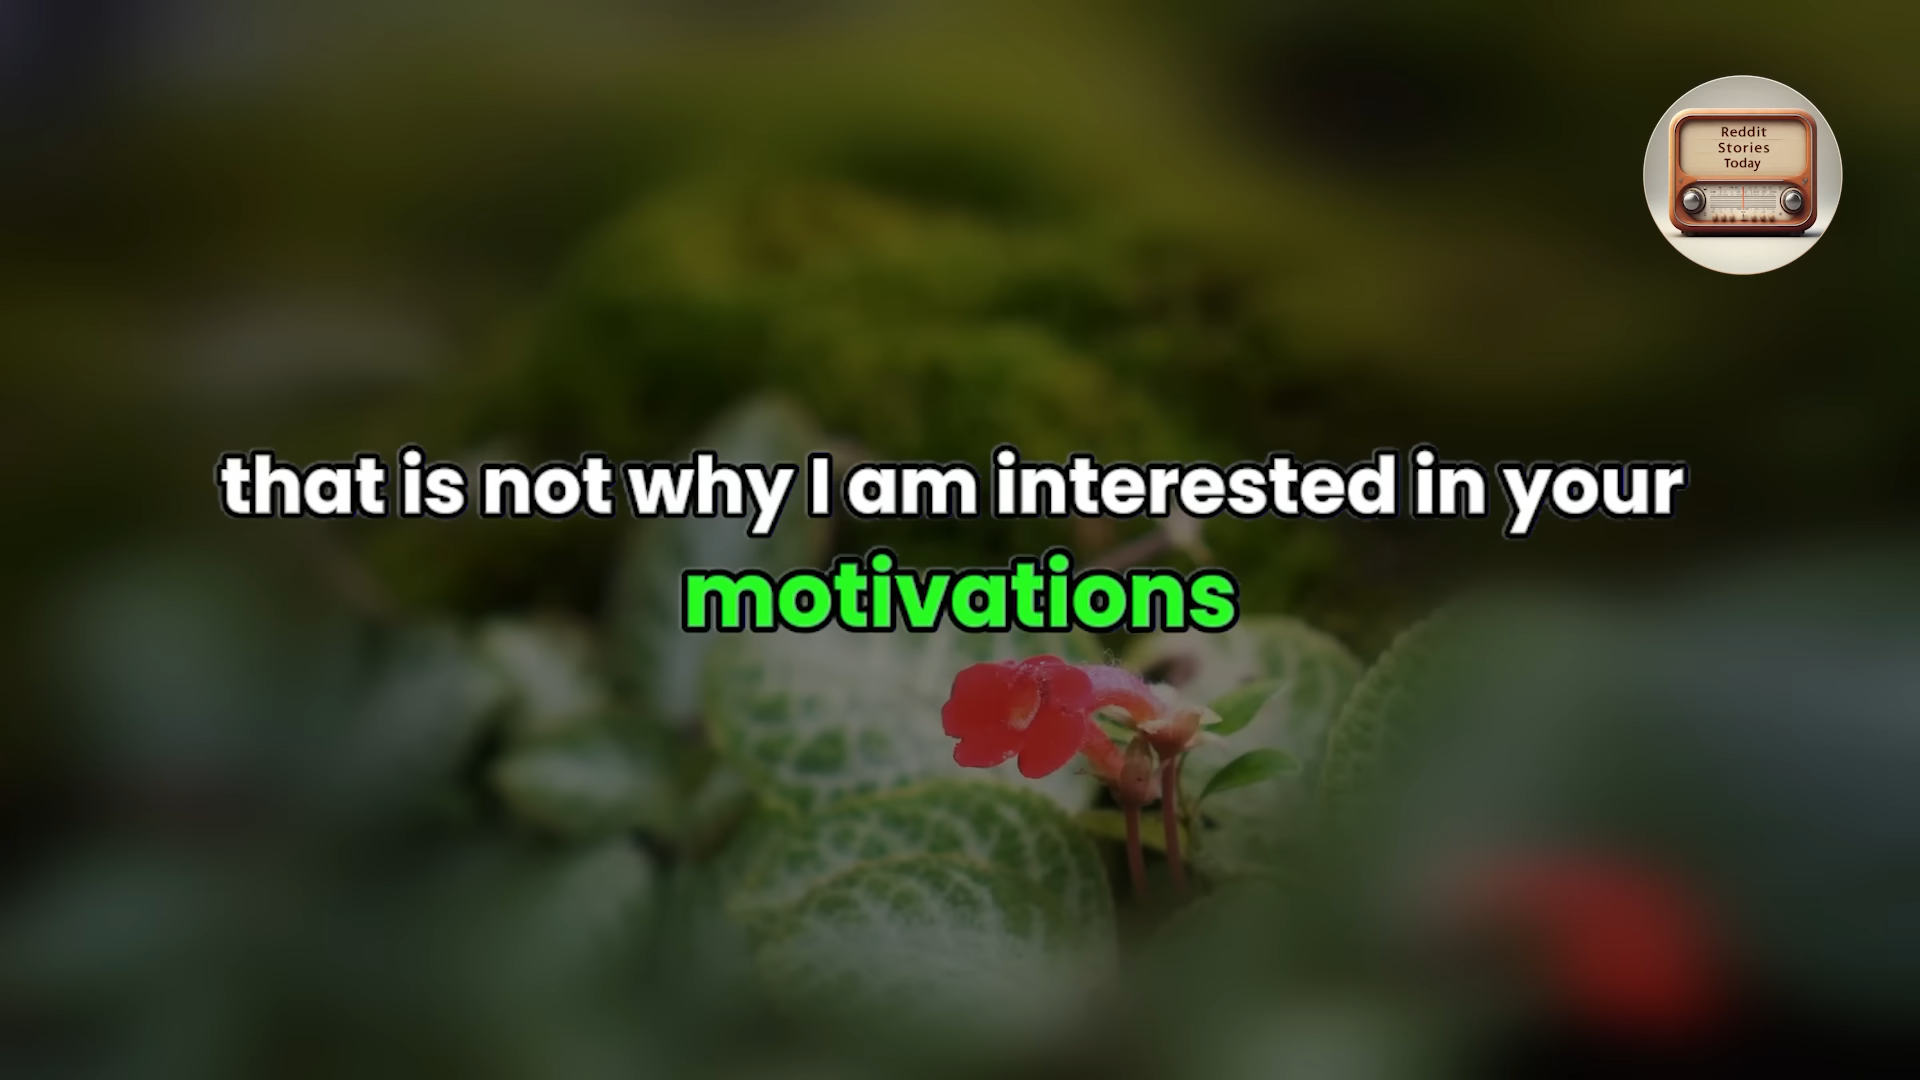 Reddit
Stories
Today
that is not why I am interested in your
motivations